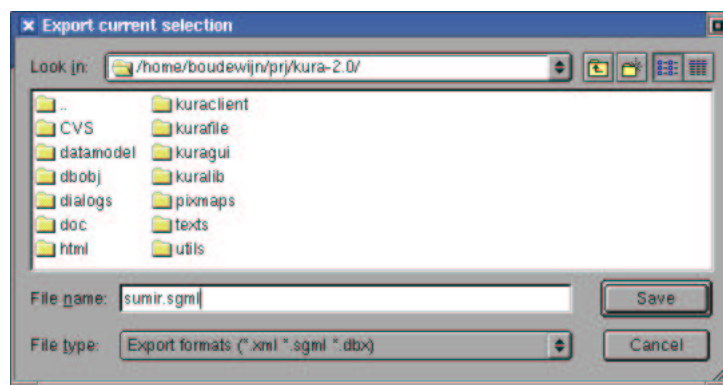 Export current selection
Look in: /home/boudewijn/prj/kura-2.0/
.. kuraclient
CVS kurafile
datamodel kuragui
dbobj kuralib
dialogs pixmaps
doc texts
html utils
File name: sumir.sgml Save
File type: Export formats (*.xml *.sgml *.dbx) Cancel